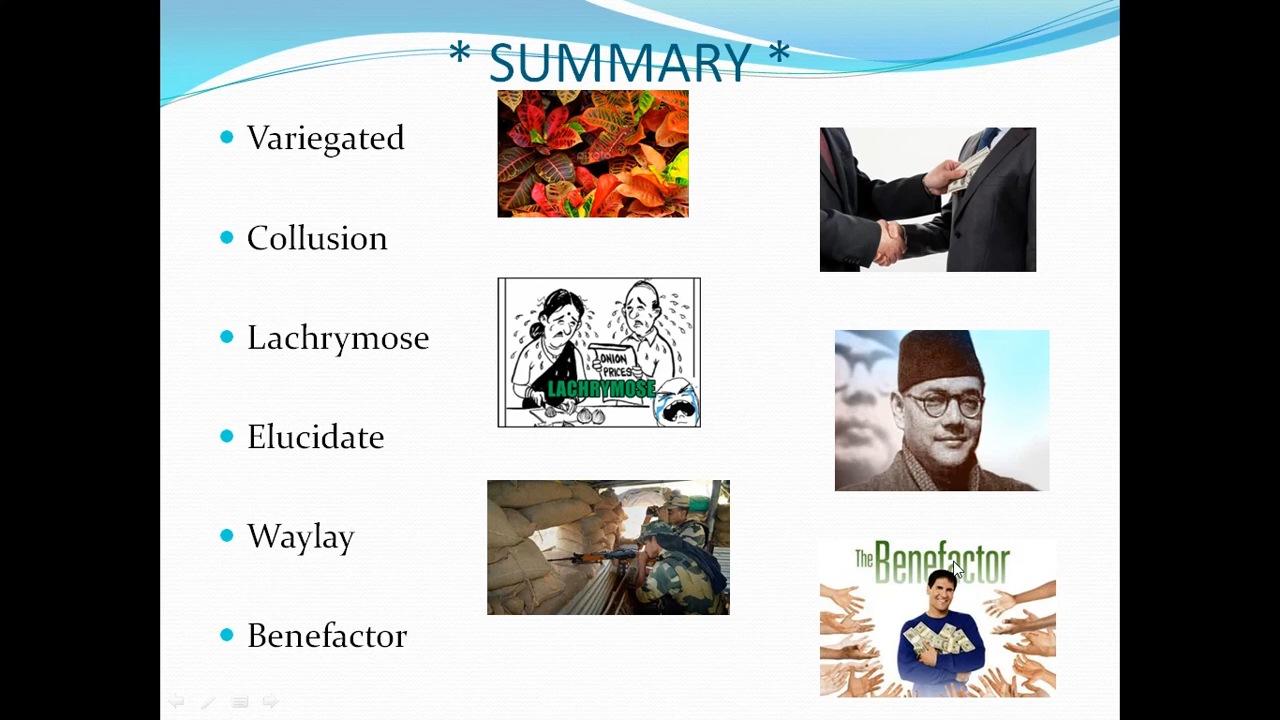 * SUMMARY *
Variegated
Collusion
Lachrymose
Elucidate
Waylay
Benefactor
ONION
PRICES
LACHRYMOSE
The Benefactor